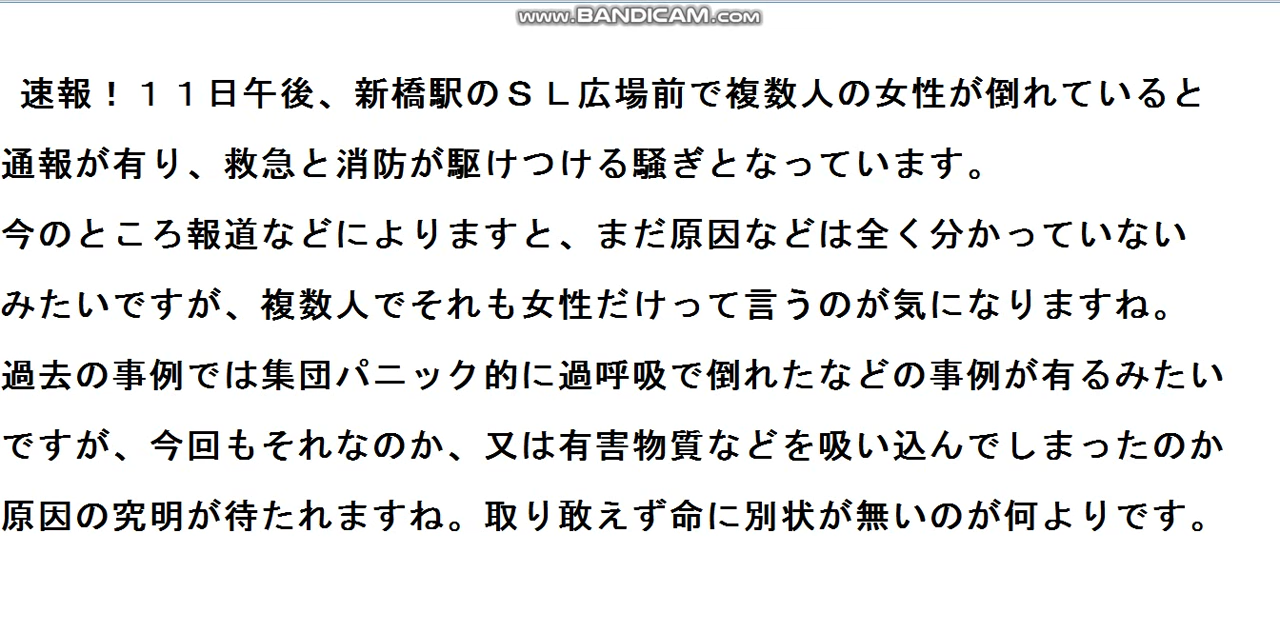 www.BANDICAM.com
速報！１１日午後、新橋駅のＳＬ広場前で複数人の女性が倒れていると
通報が有り、救急と消防が駆けつける騒ぎとなっています。
今のところ報道などによりますと、まだ原因などは全く分かっていない
みたいですが、複数人でそれも女性だけって言うのが気になりますね。
過去の事例では集団パニック的に過呼吸で倒れたなどの事例が有るみたい
ですが、今回もそれなのか、又は有害物質などを吸い込んでしまったのか
原因の究明が待たれますね。取り敢えず命に別状が無いのが何よりです。